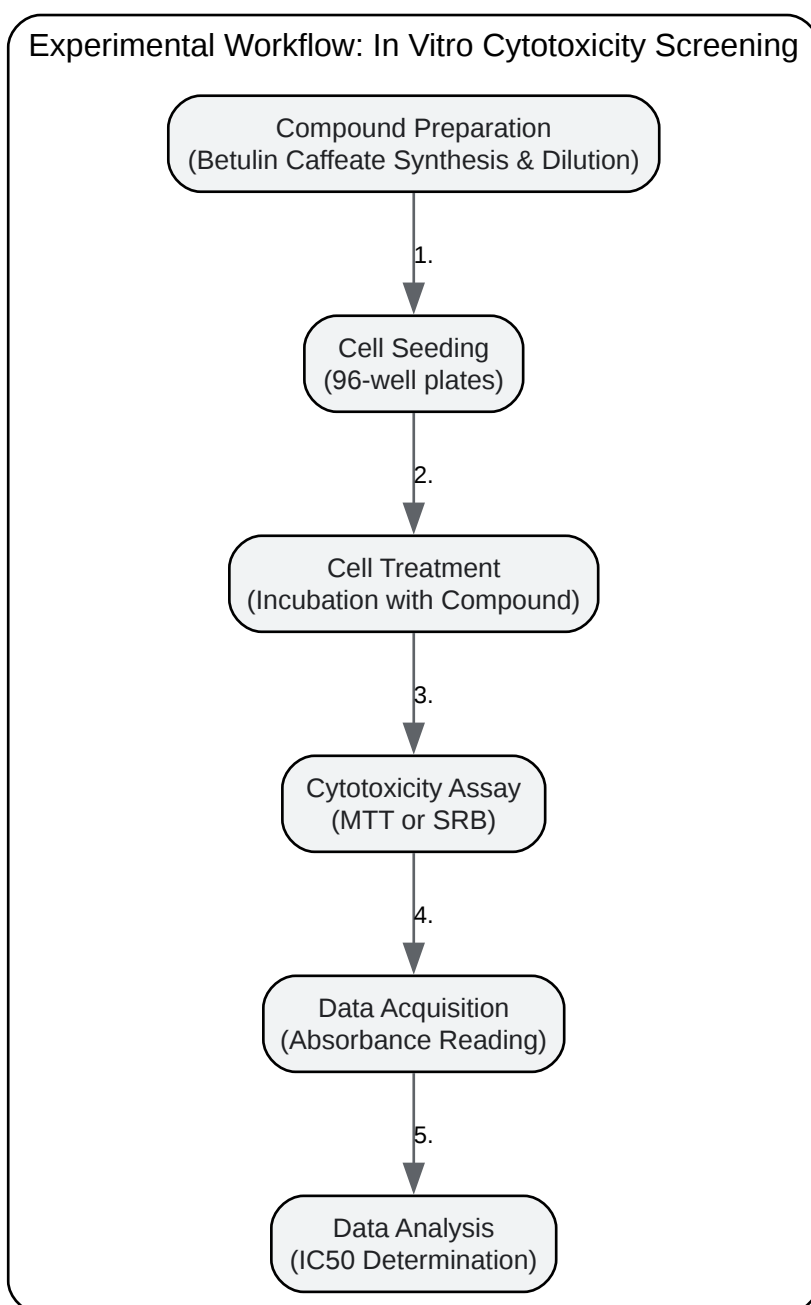 Experimental Workflow: In Vitro Cytotoxicity Screening
Compound Preparation
(Betulin Caffeate Synthesis & Dilution)
1.
Cell Seeding
(96-well plates)
2.
Cell Treatment
(Incubation with Compound)
3.
Cytotoxicity Assay
(MTT or SRB)
4.
Data Acquisition
(Absorbance Reading)
5.
Data Analysis
(IC50 Determination)